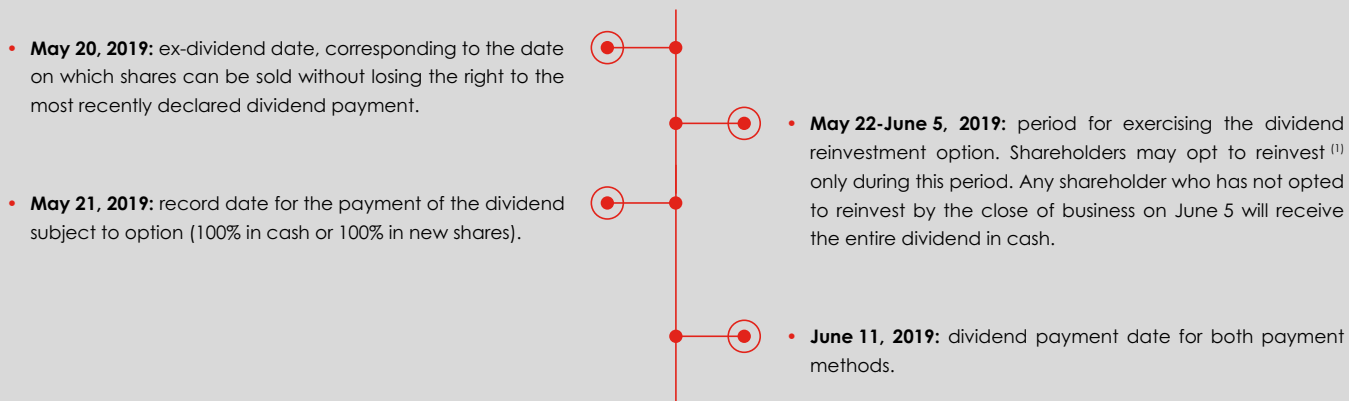 • May 20, 2019: ex-dividend date, corresponding to the date
on which shares can be sold without losing the right to the
most recently declared dividend payment.
• May 21, 2019: record date for the payment of the dividend
subject to option (100% in cash or 100% in new shares).
• May 22-June 5, 2019: period for exercising the dividend
reinvestment option. Shareholders may opt to reinvest (1)
only during this period. Any shareholder who has not opted
to reinvest by the close of business on June 5 will receive
the entire dividend in cash.
• June 11, 2019: dividend payment date for both payment
methods.